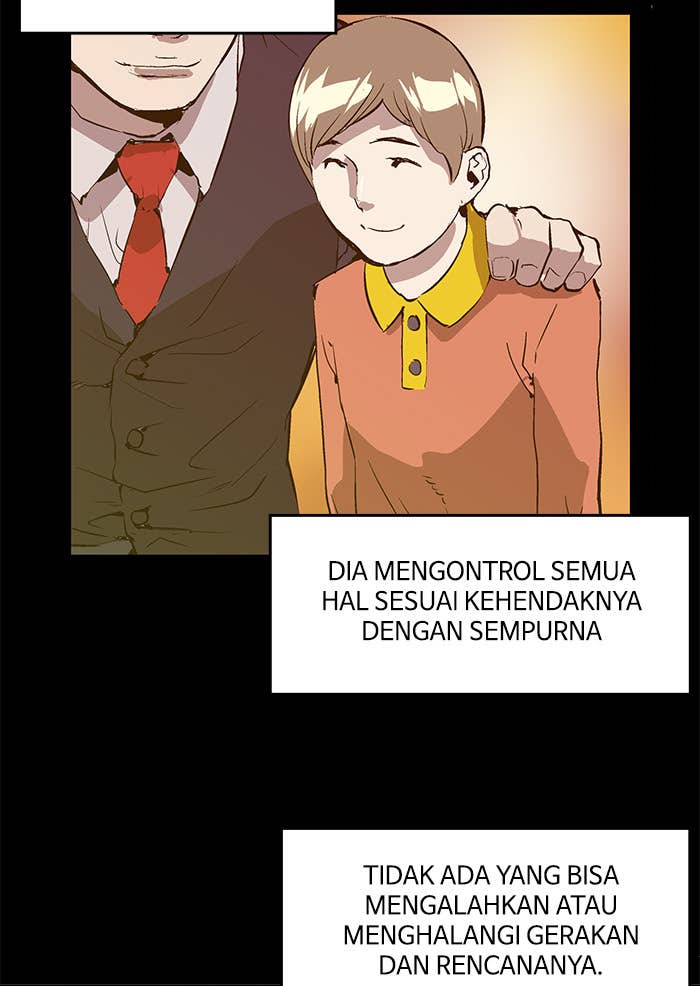 DIA MENGONTROL SEMUA
HAL SESUAI KEHENDAKNYA
DENGAN SEMPURNA
TIDAK ADA YANG BISA
MENGALAHKAN ATAU
MENGHALANGI GERAKAN
DAN RENCANANYA.